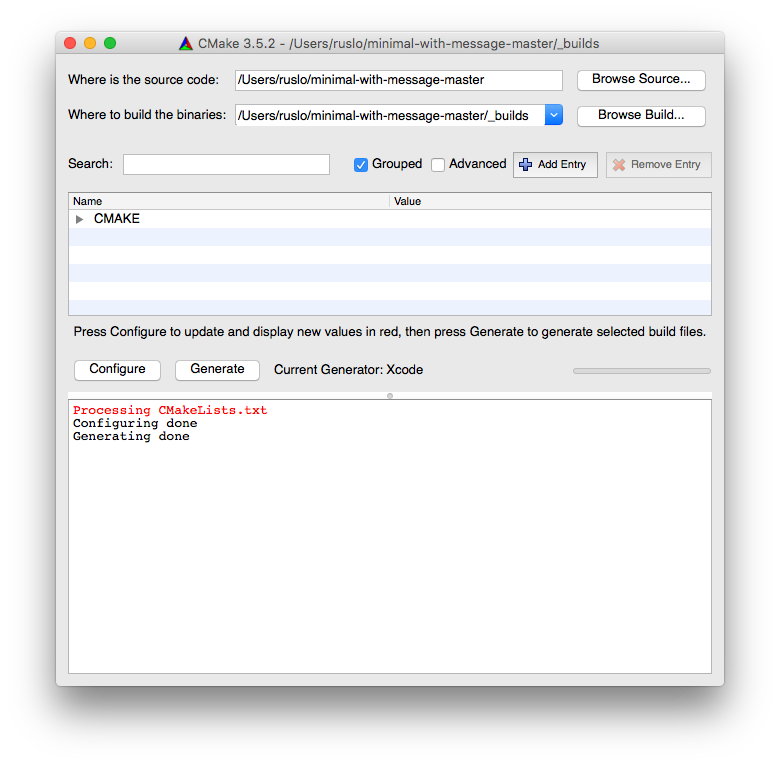 CMake 3.5.2 - /Users/ruslo/minimal-with-message-master/_builds
Where is the source code: /Users/ruslo/minimal-with-message-master Browse Source...
Where to build the binaries: /Users/ruslo/minimal-with-message-master/_builds Browse Build...
Search: Grouped Advanced Add Entry Remove Entry
Name Value
CMAKE
Press Configure to update and display new values in red, then press Generate to generate selected build files.
Configure Generate Current Generator: Xcode
Processing CMakeLists.txt
Configuring done
Generating done